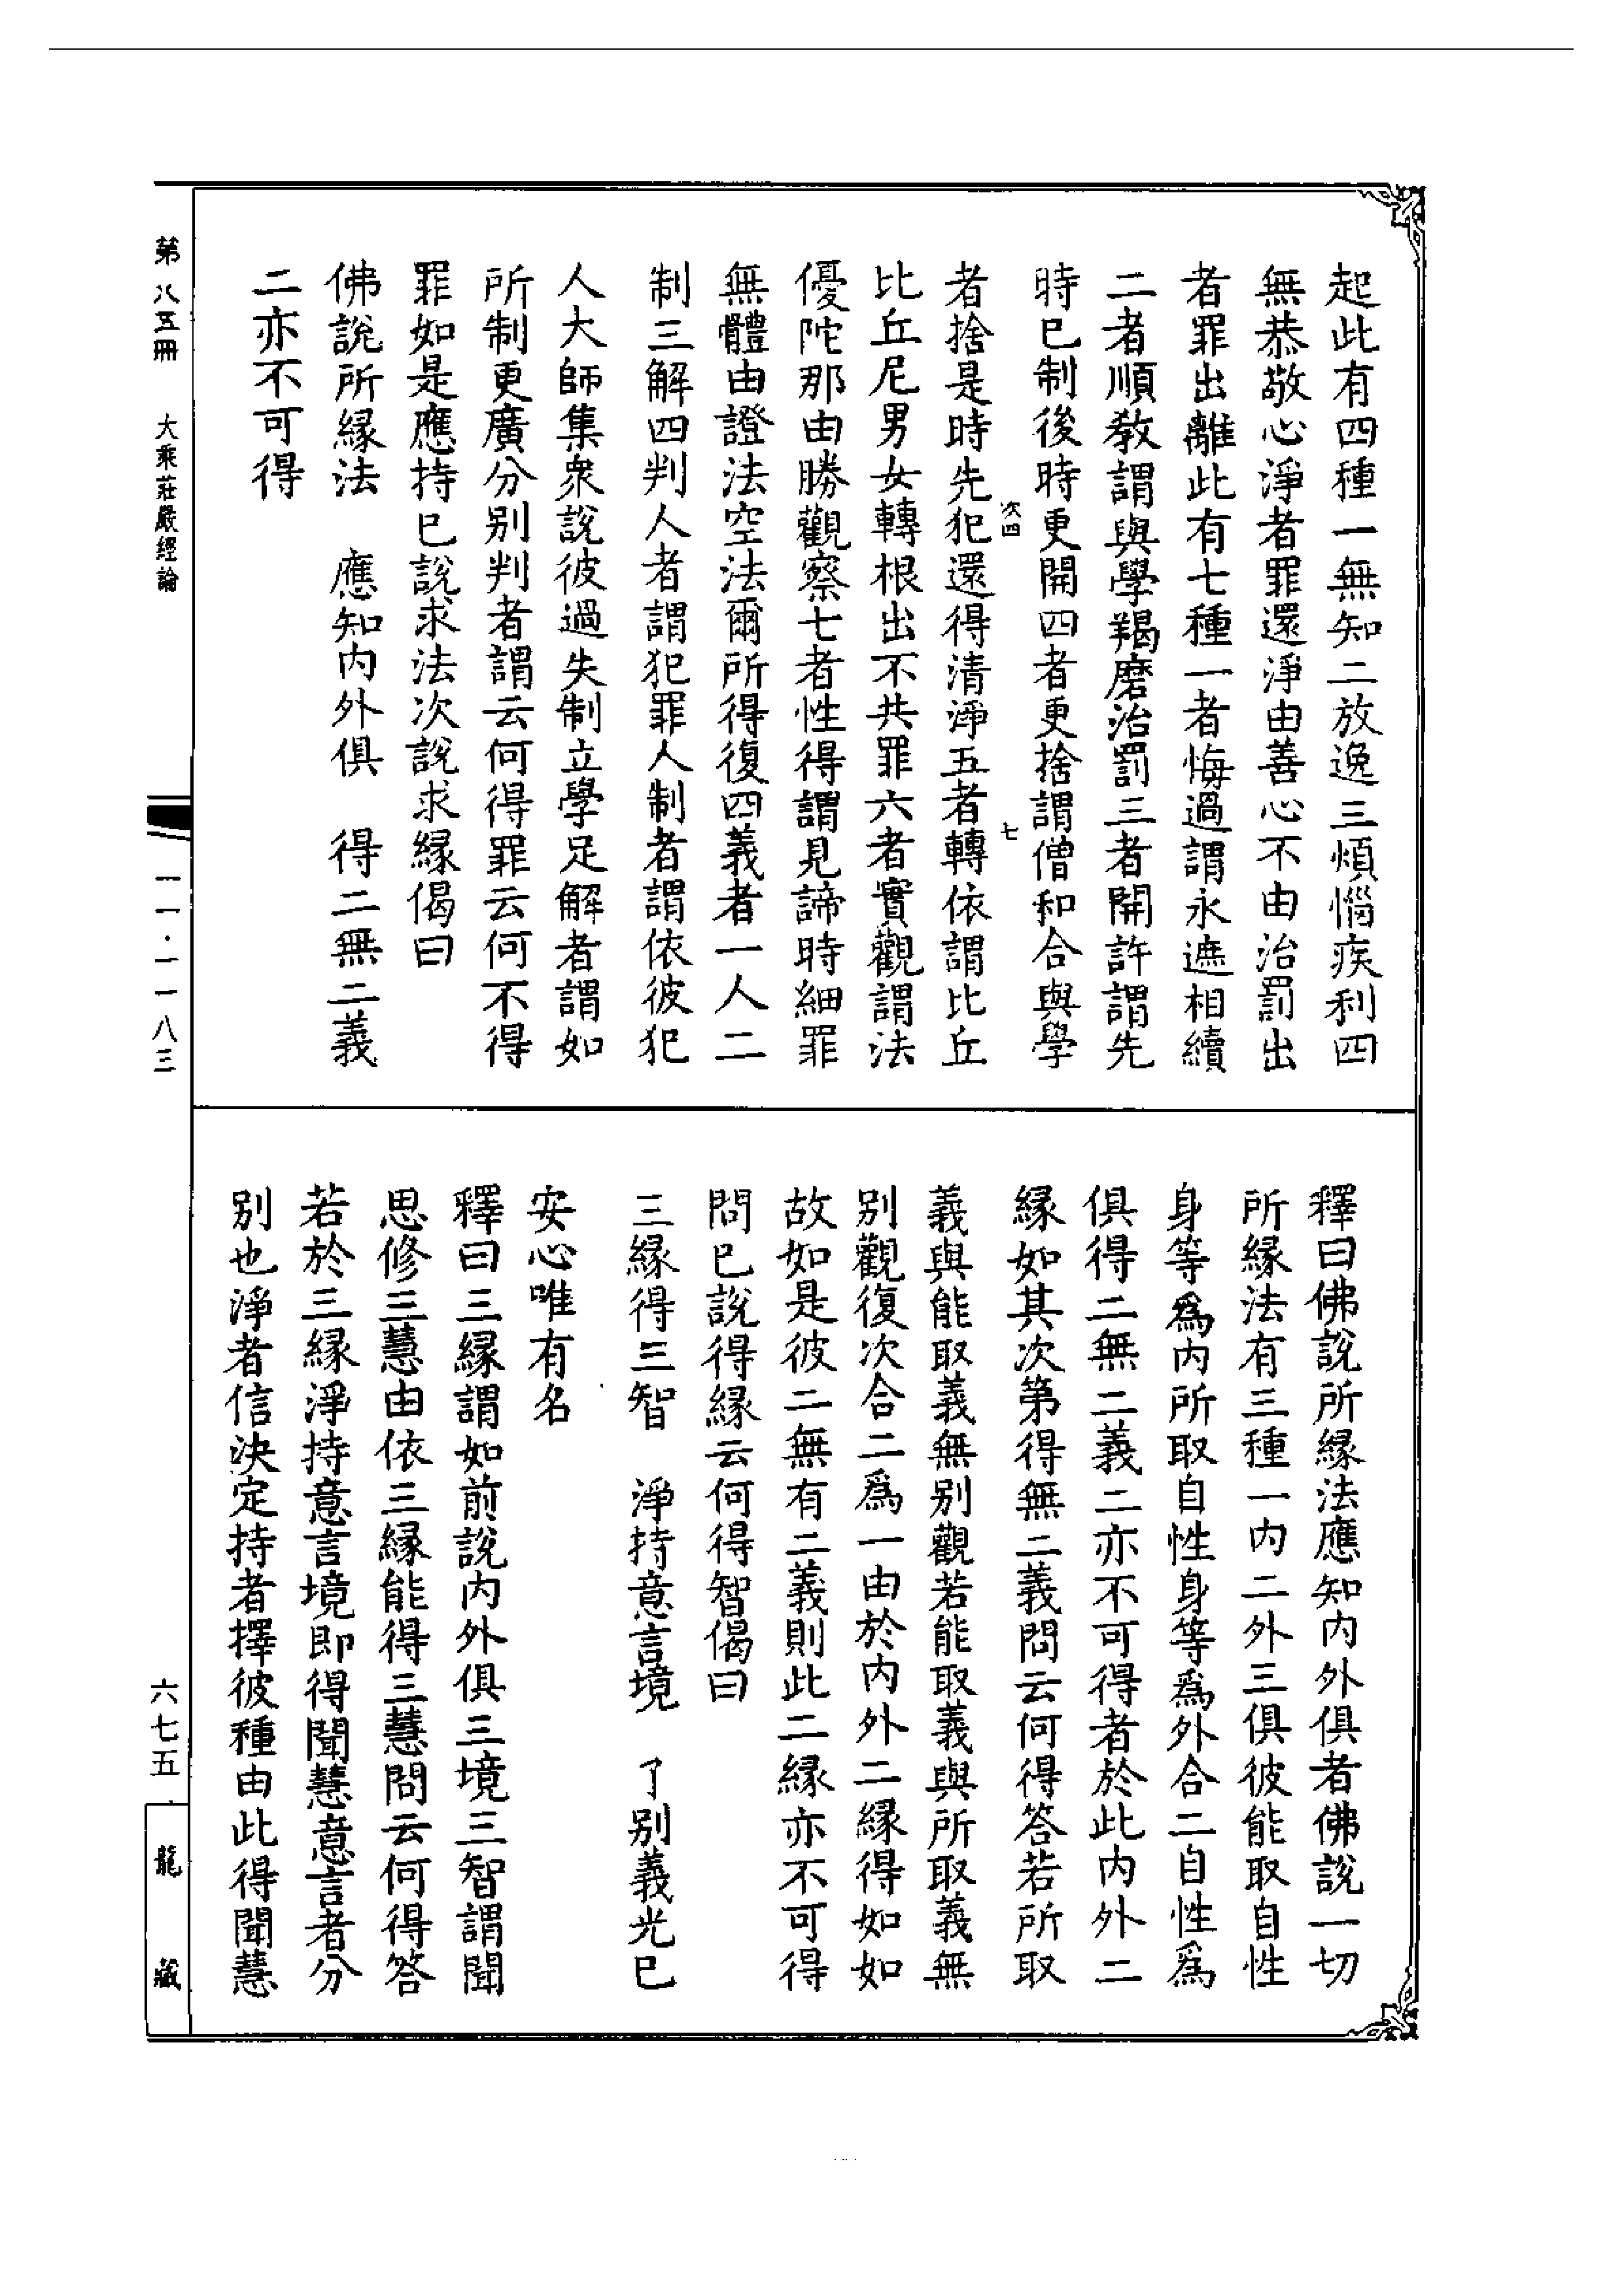 起此有四種一無知二放逸三煩惱疾利四
無恭敬心淨者罪還淨由善心不由治罰出
者罪出離此有七種一者悔過謂永遮相續
二者順教謂與學羯磨治罰三者開許謂先
時已制後時更開四者更捨謂僧和合與學
次四
七
者捨是時先犯還得清淨五者轉依謂比丘
比丘尼男女轉根出不共罪六者實觀謂法
優陀那由勝觀察七者性得謂見諦時細罪
無體由證法空法爾所得復四義者一人二
制三解四判人者謂犯罪人制者謂依彼犯
人大師集衆說彼過失制立學足解者謂如
所制更廣分別判者謂云何得罪云何不得
罪如是應持已說求法次說求縁偈曰
佛說所縁法 應知内外俱 得二無二義
二亦不可得
釋曰佛說所縁法應知内外俱者佛說一切
所縁法有三種一内二外三俱彼能取自性
身等爲内所取自性身等爲外合二自性爲
俱得二無二義二亦不可得者於此内外二
縁如其次第得無二義問云何得答若所取
義與能取義無別觀若能取義與所取義無
別觀復次合二爲一由於内外二縁得如如
故如是彼二無有二義則此二縁亦不可得
問已說得縁云何得智偈曰
三縁得三智 淨持意言境 了別義光已
安心唯有名
釋曰三縁謂如前說内外俱三境三智謂聞
思修三慧由依三縁能得三慧問云何得答
若於三縁淨持意言境即得聞慧意言者分
別也淨者信決定持者擇彼種由此得聞慧
第八五冊 大乘莊嚴經論
一一·一一八三
六七五
龍藏